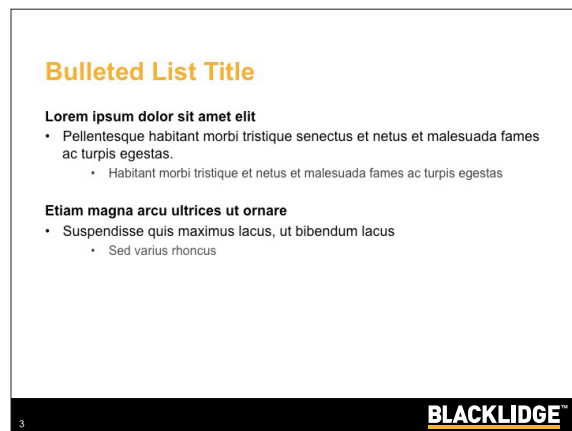 Bulleted List Title
Lorem ipsum dolor sit amet elit
• Pellentesque habitant morbi tristique senectus et netus et malesuada fames
ac turpis egestas.
• Habitant morbi tristique et netus et malesuada fames ac turpis egestas
Etiam magna arcu ultrices ut ornare
• Suspendisse quis maximus lacus, ut bibendum lacus
• Sed varius rhoncus
3
BLACKLIDGE™